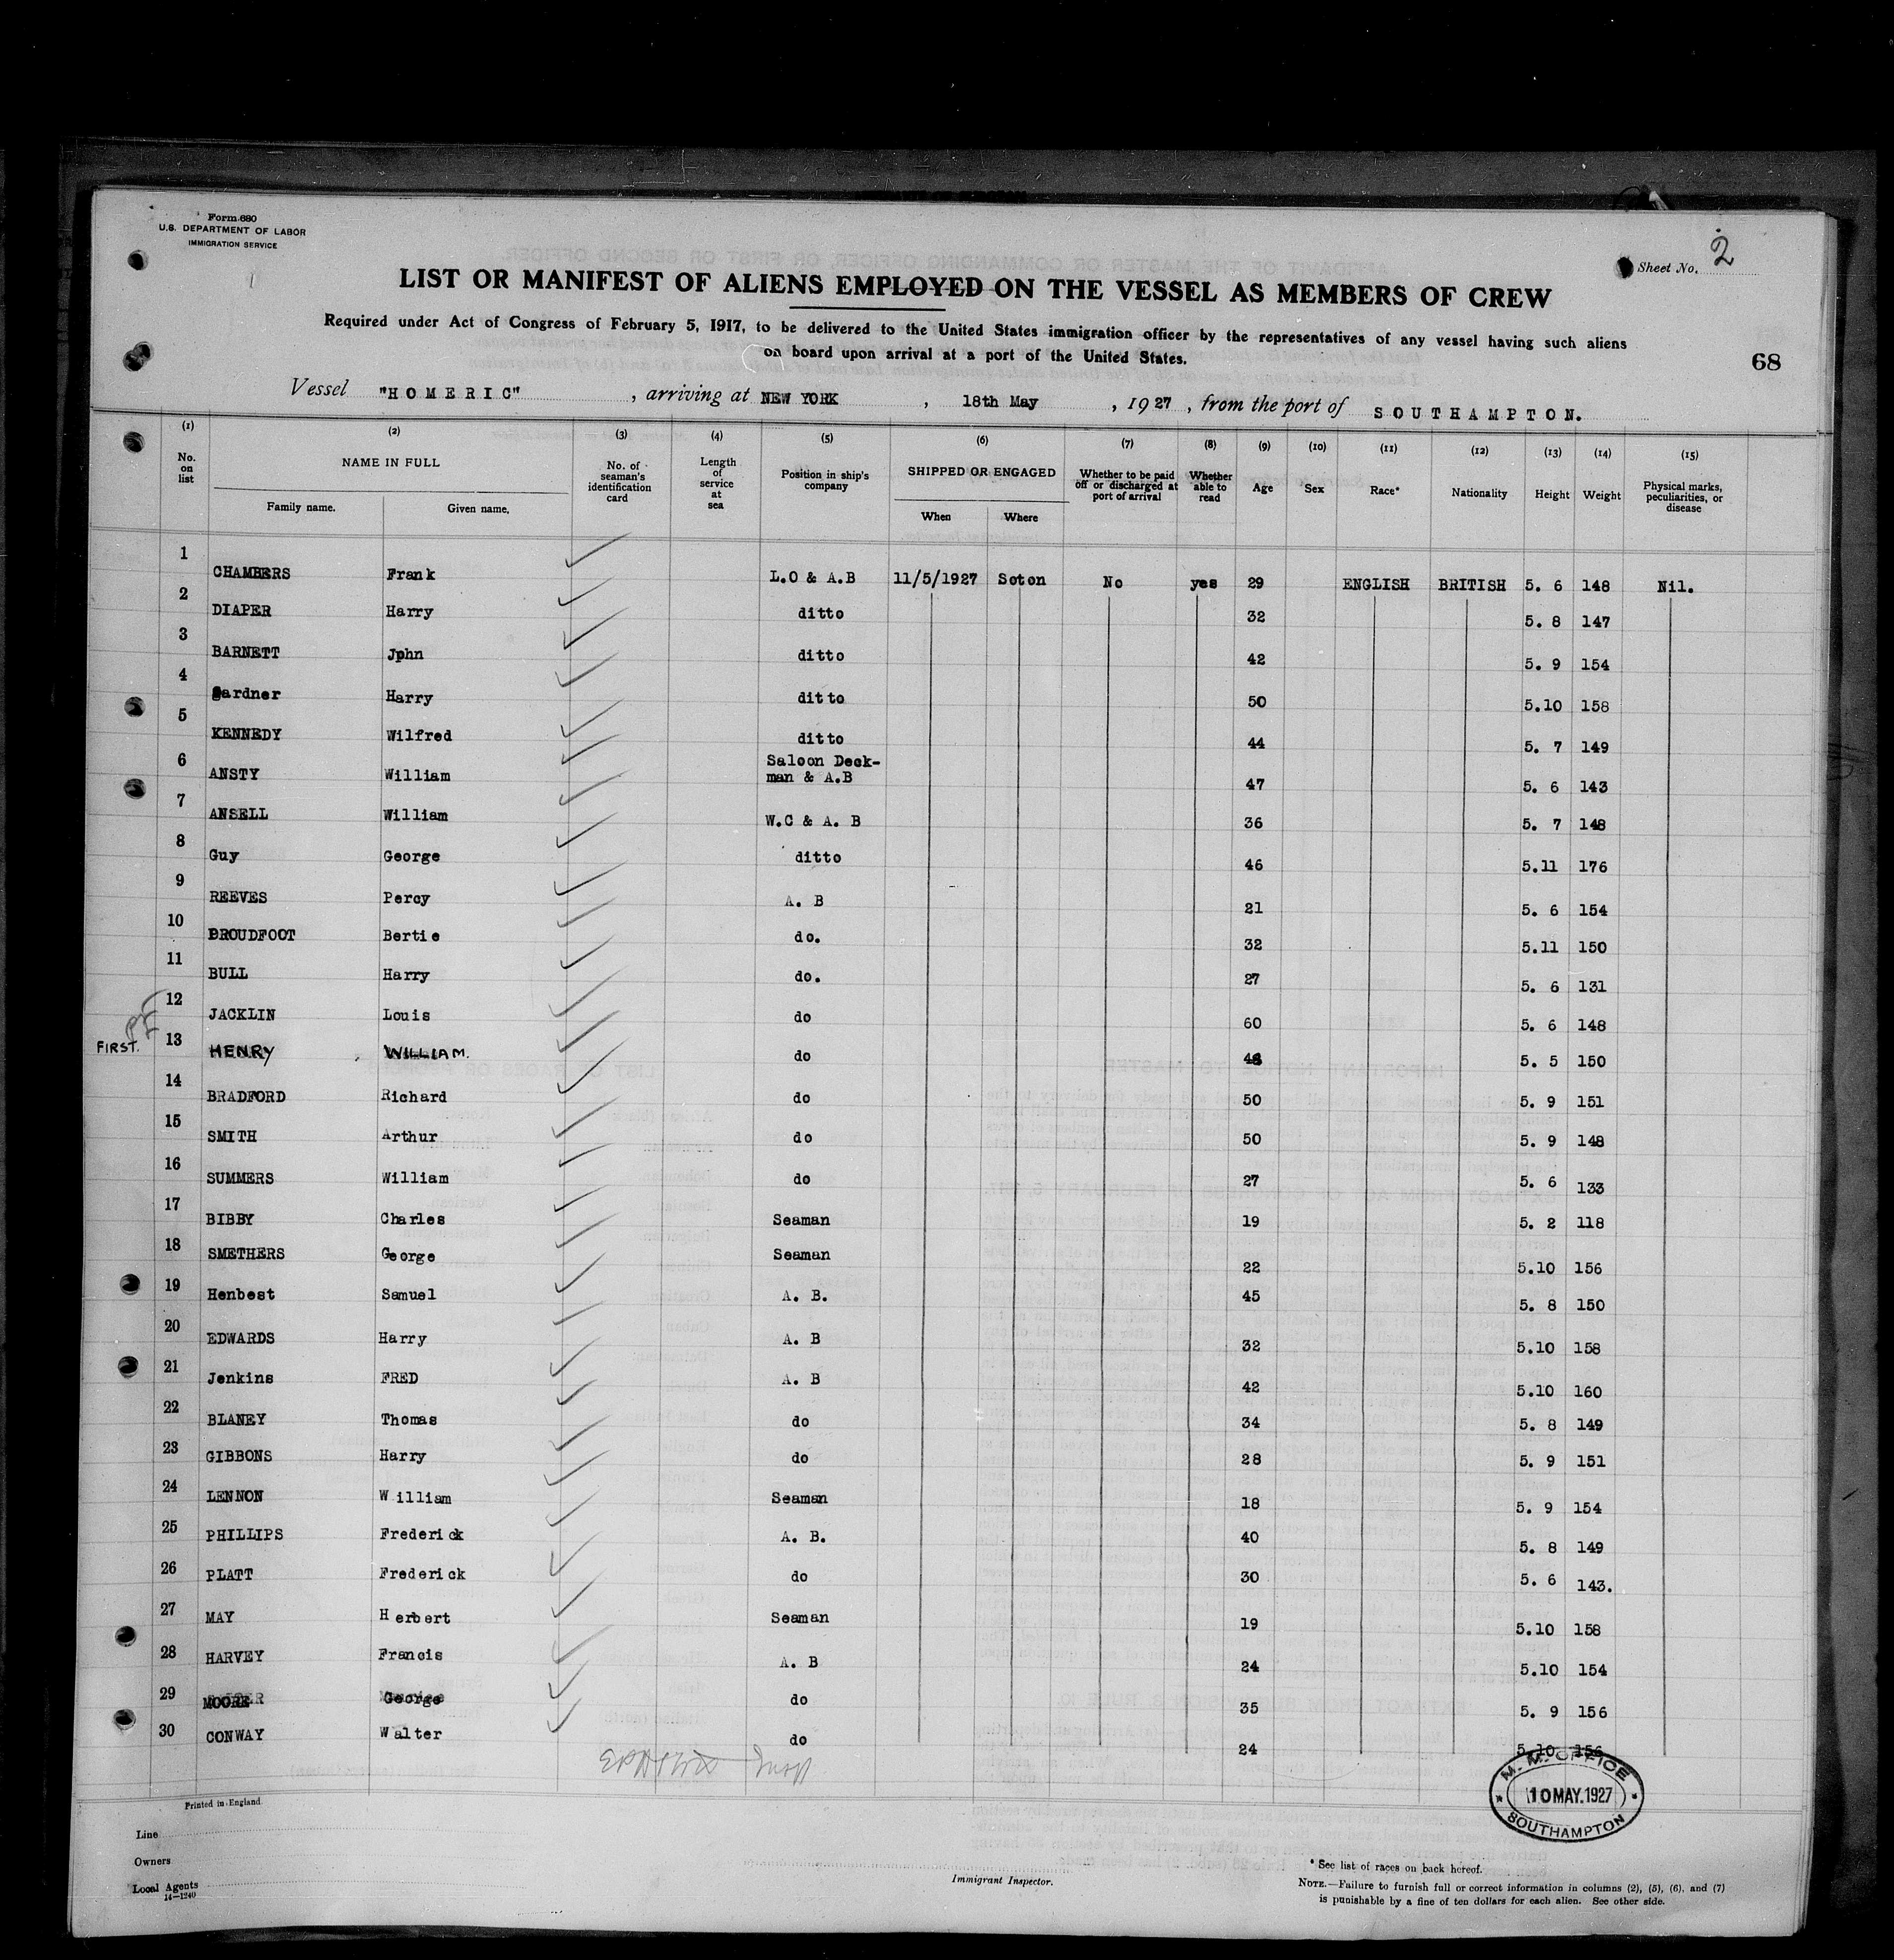 Form 680
U.S. DEPARTMENT OF LABOR
IMMIGRATION SERVICE
Sheet No. 2
LIST OR MANIFEST OF ALIENS EMPLOYED ON THE VESSEL AS MEMBERS OF CREW
Required under Act of Congress of February 5, 1917, to be delivered to the United States immigration officer by the representatives of any vessel having such aliens
on board upon arrival at a port of the United States.
68
Vessel "HOMERIC", arriving at NEW YORK, 18th May, 1927, from the port of SOUTHAMPTON.
(1) (2) (3) (4) (5) (6) (7) (8) (9) (10) (11) (12) (13) (14) (15)
No. on list NAME IN FULL Family name. Given name. No. of seaman's identification card Length of service at sea Position in ship's company SHIPPED OR ENGAGED When Where Whether to be paid off or discharged at port of arrival Whether able to read Age Sex Race* Nationality Height Weight Physical marks, peculiarities, or disease
1 CHAMBERS Frank L.O & A.B 11/5/1927 Soton No yes 29 ENGLISH BRITISH 5. 6 148 Nil.
2 DIAPER Harry ditto 32 5. 8 147
3 BARNETT Jphn ditto 42 5. 9 154
4 gardner Harry ditto 50 5.10 158
5 KENNEDY Wilfred ditto 44 5. 7 149
6 ANSTY William Saloon Deck-man & A.B 47 5. 6 143
7 ANSELL William W.C & A. B 36 5. 7 148
8 Guy George ditto 46 5.11 176
9 REEVES Percy A. B 21 5. 6 154
10 PROUDFOOT Bertie do. 32 5.11 150
11 BULL Harry do. 27 5. 6 131
PF
12 JACKLIN Louis do 60 5. 6 148
FIRST. 13 HENRY WILLIAM. do 5. 5 150
14 BRADFORD Richard do 50 5. 9 151
15 SMITH Arthur do 50 5. 9 148
16 SUMMERS William do 27 5. 6 133
17 BIBBY Charles Seaman 19 5. 2 118
18 SMETHERS George Seaman 22 5.10 156
19 Henbest Samuel A. B. 45 5. 8 150
20 EDWARDS Harry A. B 32 5.10 158
21 Jenkins FRED A. B 42 5.10 160
22 BLANEY Thomas do 34 5. 8 149
23 GIBBONS Harry do 28 5. 9 151
24 LENNON William Seaman 18 5. 9 154
25 PHILLIPS Frederick A. B. 40 5. 8 149
26 PLATT Frederick do 30 5. 6 143.
27 MAY Herbert Seaman 19 5.10 158
28 HARVEY Francis A. B 24 5.10 154
29 MOORE George do 35 5. 9 156
30 CONWAY Walter do 24 5.10 156
M. M. OFFICE
10 MAY.1927
SOUTHAMPTON
Printed in England
Line
Owners
Local Agents
14—1240
Immigrant Inspector.
* See list of races on back hereof.
NOTE.—Failure to furnish full or correct information in columns (2), (5), (6), and (7)
is punishable by a fine of ten dollars for each alien. See other side.